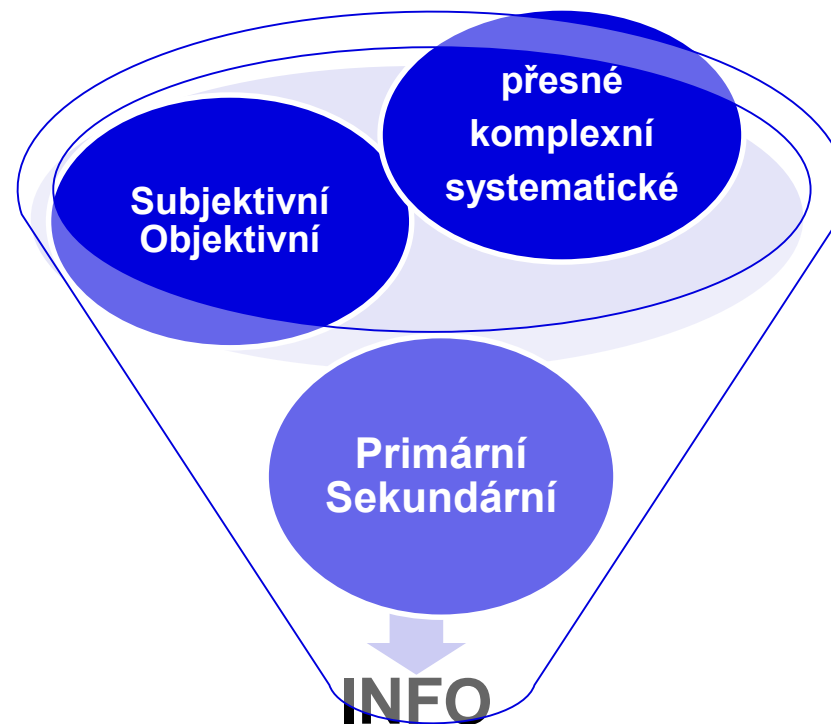 přesné
komplexní
systematické
Subjektivní
Objektivní
Primární
Sekundární
INFO